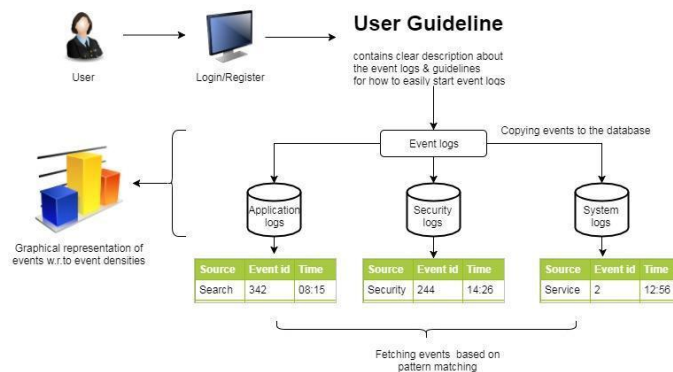 User Guideline
User
Login/Register
contains clear description about
the event logs & guidelines
for how to easily start event logs
Copying events to the database
Event logs
Application
logs
Security
logs
System
logs
Graphical representation of
events w.r.to event densities
Source Event id Time
Search 342 08:15
Source Event id Time
Security 244 14:26
Source Event id Time
Service 2 12:56
Fetching events based on
pattern matching